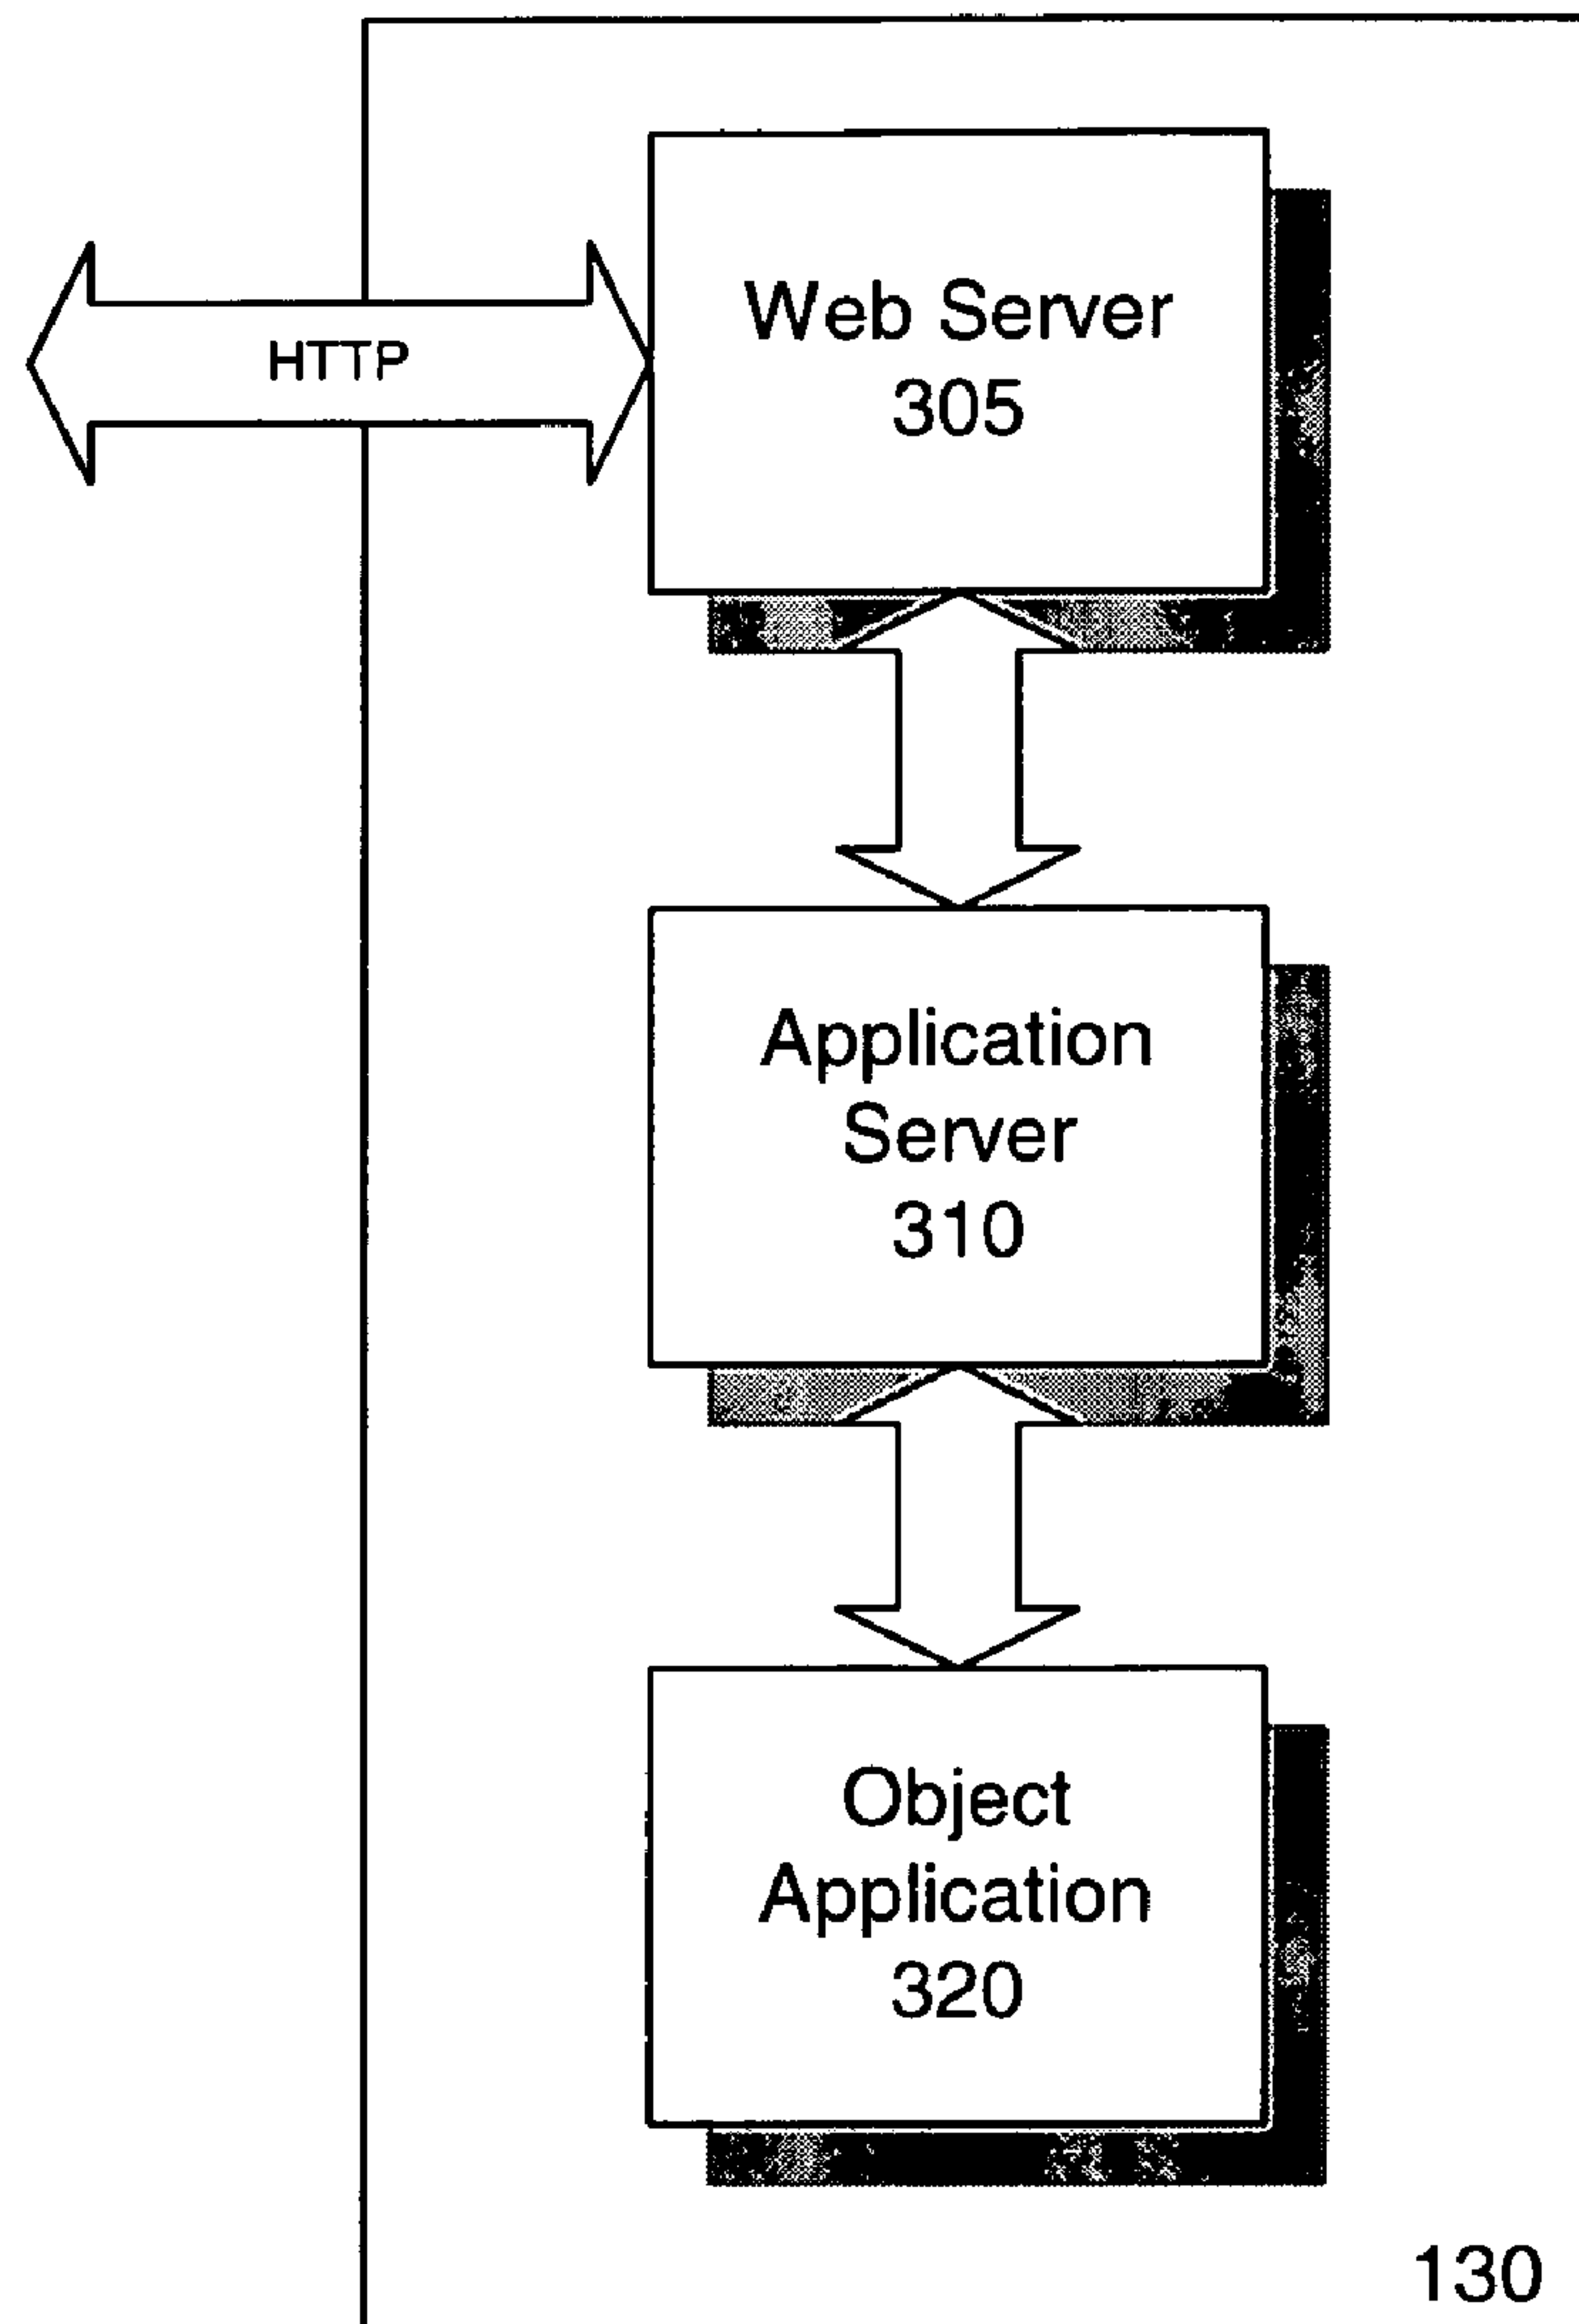 HTTP
Web Server
305
Application
Server
310
Object
Application
320
130